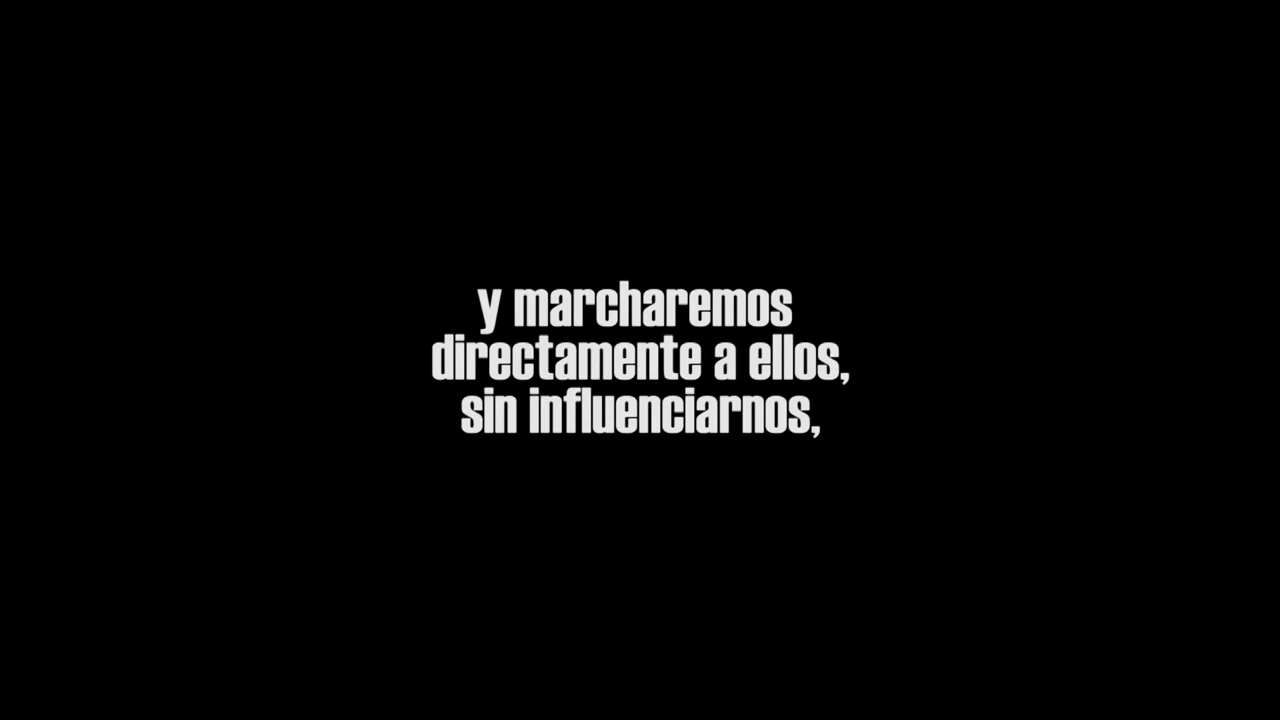 y marcharemos
directamente a ellos,
sin influenciarnos,